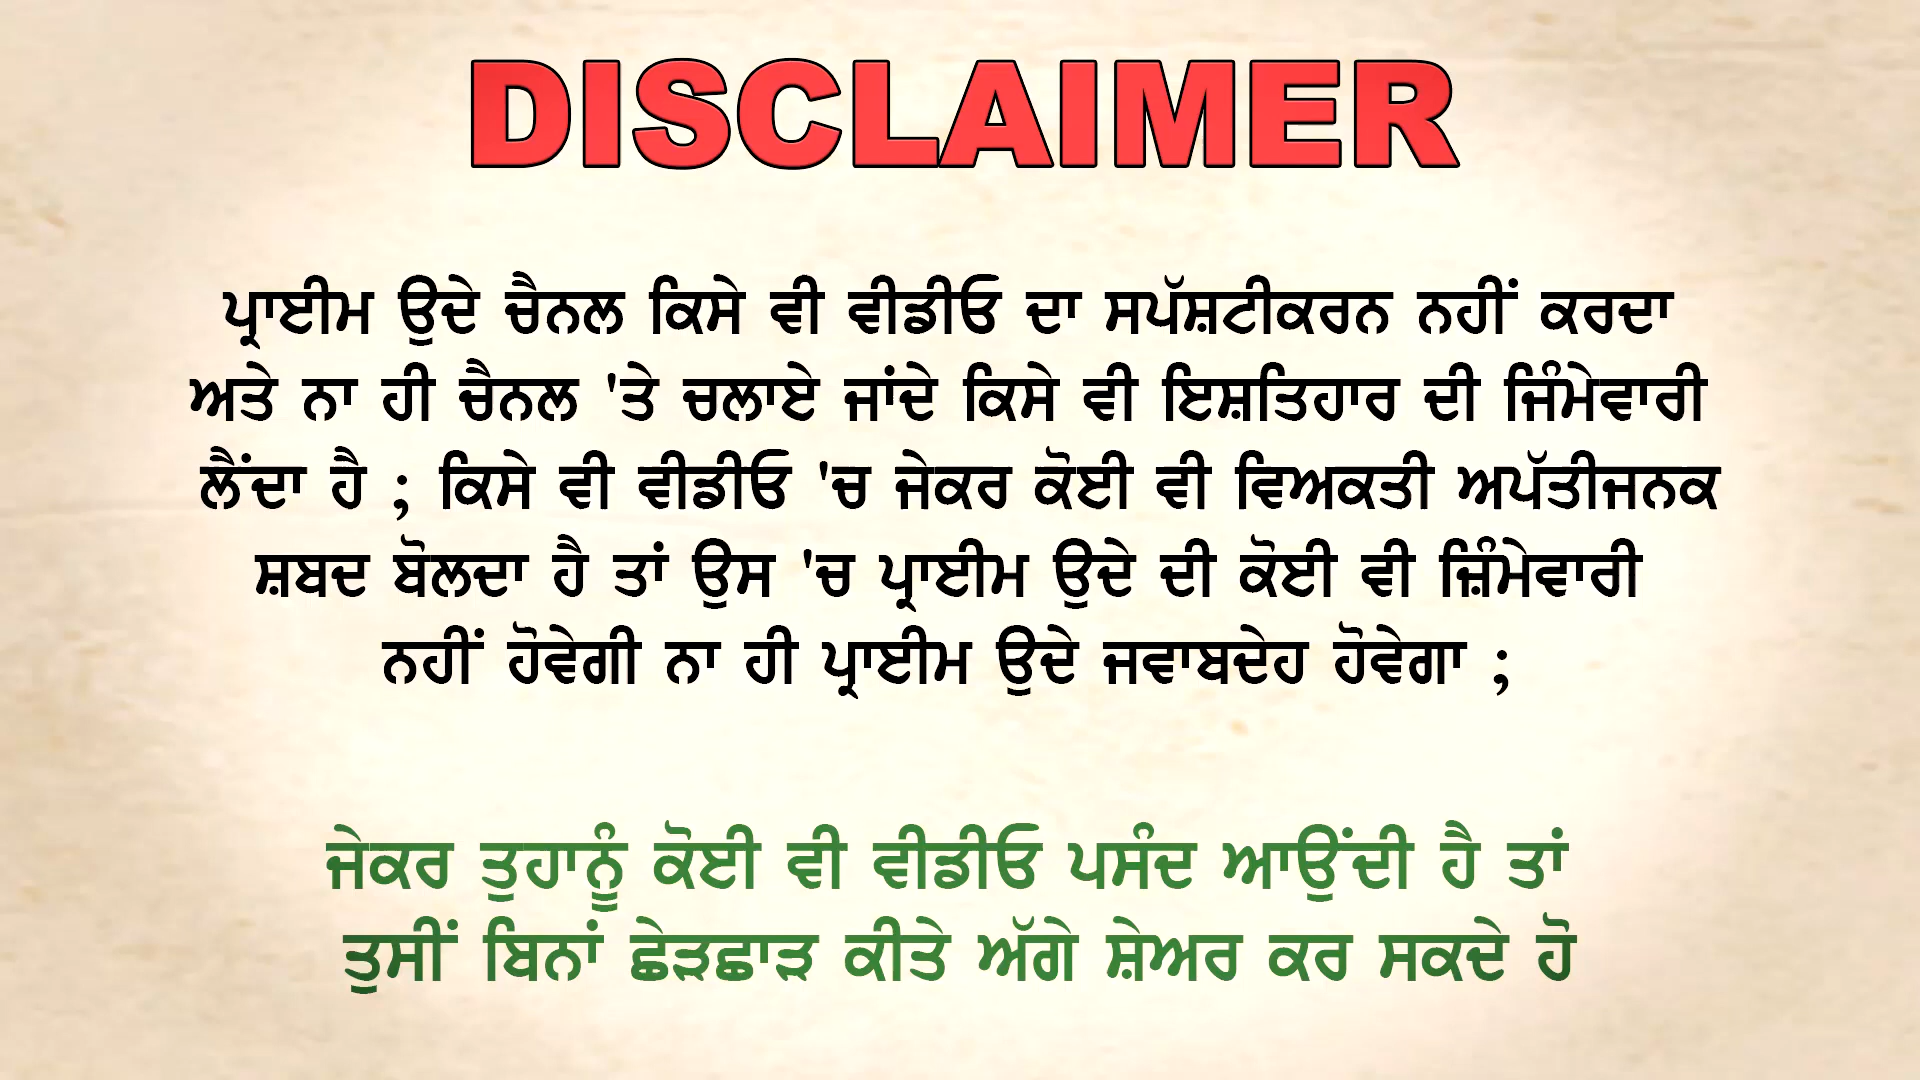 DISCLAIMER
ਪ੍ਰਾਈਮ ਉਦੇ ਚੈਨਲ ਕਿਸੇ ਵੀ ਵੀਡੀਓ ਦਾ ਸਪੱਸ਼ਟੀਕਰਨ ਨਹੀਂ ਕਰਦਾ
ਅਤੇ ਨਾ ਹੀ ਚੈਨਲ 'ਤੇ ਚਲਾਏ ਜਾਂਦੇ ਕਿਸੇ ਵੀ ਇਸ਼ਤਿਹਾਰ ਦੀ ਜਿੰਮੇਵਾਰੀ
ਲੈਂਦਾ ਹੈ ; ਕਿਸੇ ਵੀ ਵੀਡੀਓ 'ਚ ਜੇਕਰ ਕੋਈ ਵੀ ਵਿਅਕਤੀ ਅਪੱਤੀਜਨਕ
ਸ਼ਬਦ ਬੋਲਦਾ ਹੈ ਤਾਂ ਉਸ 'ਚ ਪ੍ਰਾਈਮ ਉਦੇ ਦੀ ਕੋਈ ਵੀ ਜ਼ਿੰਮੇਵਾਰੀ
ਨਹੀਂ ਹੋਵੇਗੀ ਨਾ ਹੀ ਪ੍ਰਾਈਮ ਉਦੇ ਜਵਾਬਦੇਹ ਹੋਵੇਗਾ ;
ਜੇਕਰ ਤੁਹਾਨੂੰ ਕੋਈ ਵੀ ਵੀਡੀਓ ਪਸੰਦ ਆਉਂਦੀ ਹੈ ਤਾਂ
ਤੁਸੀਂ ਬਿਨਾਂ ਛੇੜਛਾੜ ਕੀਤੇ ਅੱਗੇ ਸ਼ੇਅਰ ਕਰ ਸਕਦੇ ਹੋ